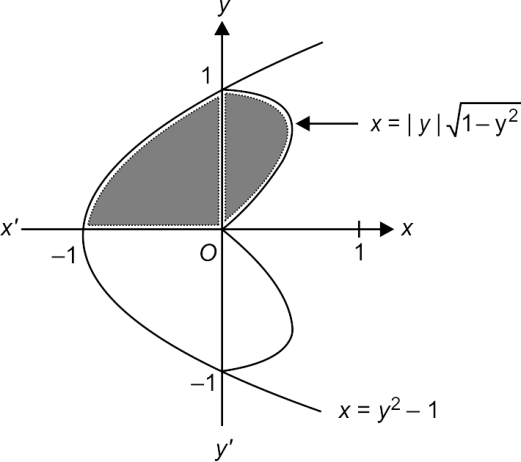 y
1
x = | y | √1– y²
x′
–1
O
1
x
–1
x = y² – 1
y′